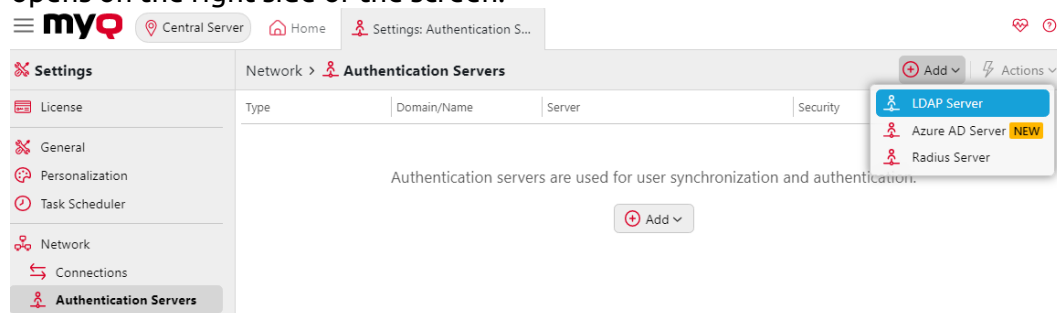 opens on the right side of the screen.
myQ Central Server Home Settings: Authentication S...
Settings Network > Authentication Servers Add Actions
License Type Domain/Name Server Security LDAP Server
Azure AD Server NEW
General
Radius Server
Personalization Authentication servers are used for user synchronization and authentication.
Task Scheduler
Add
Network
Connections
Authentication Servers